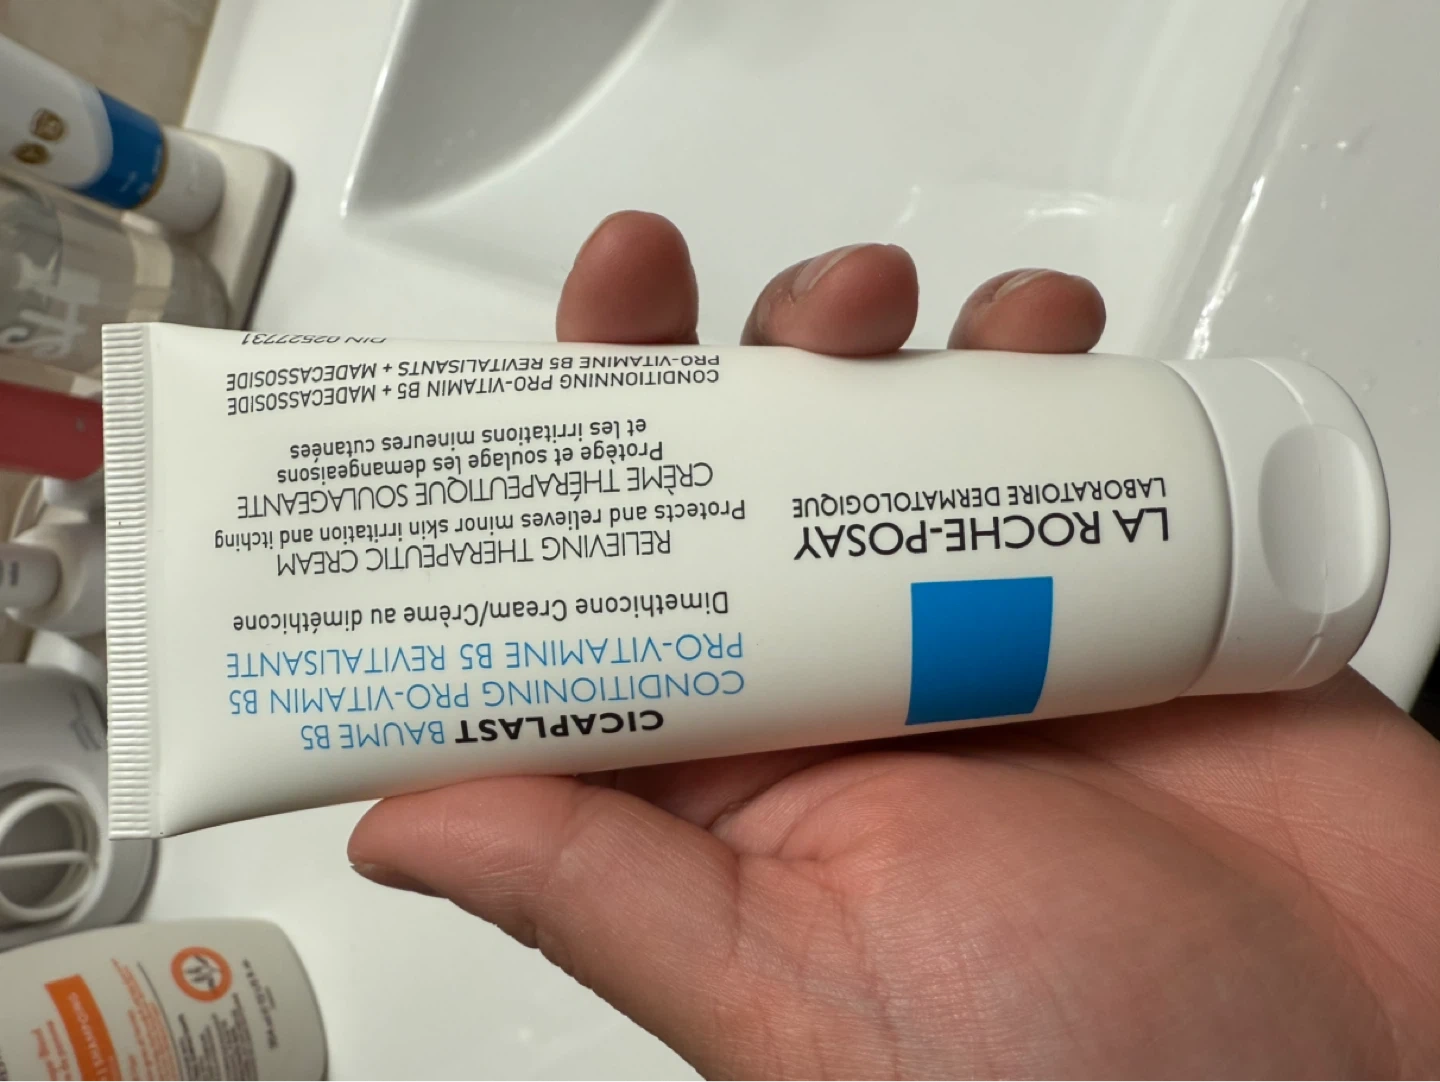 LA ROCHE-POSAY
LABORATOIRE DERMATOLOGIQUE
CICAPLAST BAUME B5
CONDITIONING PRO-VITAMIN B5
PRO-VITAMINE B5 REVITALISANTE
Dimethicone Cream/Crème au diméthicone
RELIEVING THERAPEUTIC CREAM
Protects and relieves minor skin irritation and itching
CRÈME THÉRAPEUTIQUE SOULAGEANTE
Protège et soulage les démangeaisons
et les irritations mineures cutanées
CONDITIONNING PRO-VITAMIN B5 + MADECASSOSIDE
PRO-VITAMINE B5 REVITALISANTS + MADECASSOSIDE
DIN 02527731